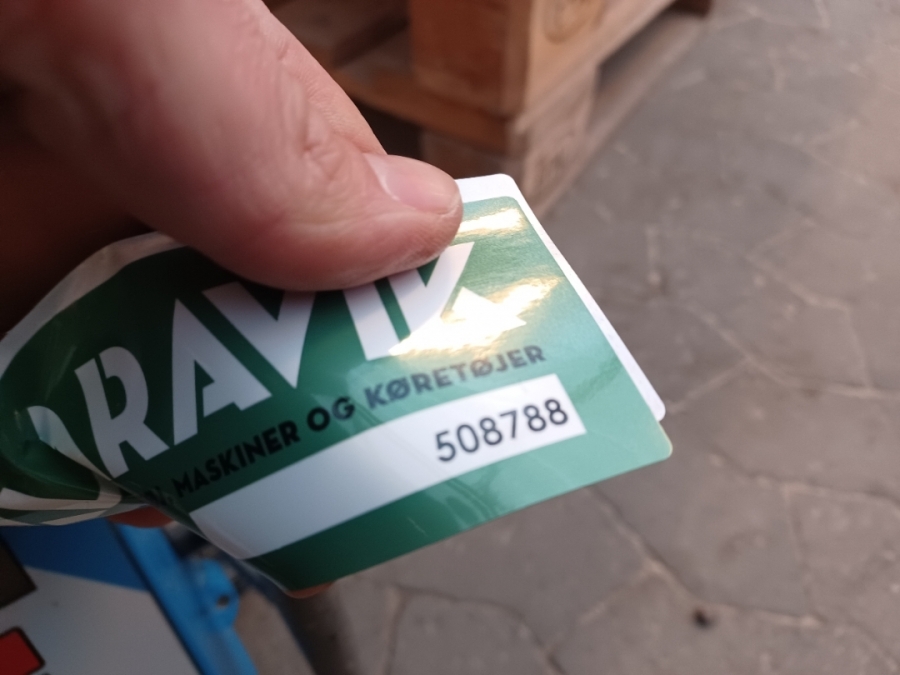 RAVIK
MASKINER OG KØRETØJER
508788